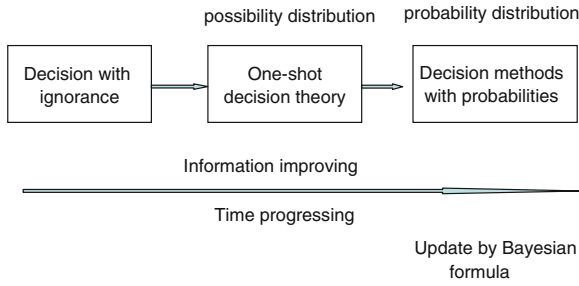 possibility distribution
probability distribution
Decision with
ignorance
One-shot
decision theory
Decision methods
with probabilities
Information improving
Time progressing
Update by Bayesian
formula